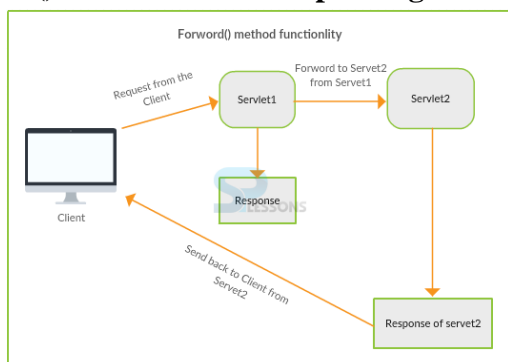 Forword() method functionlity
Request from the
Client
Forword to Servet2
from Servet1
Servlet1
Servlet2
Response
LESSONS
Client
Send back to Client from
Servet2
Response of servet2